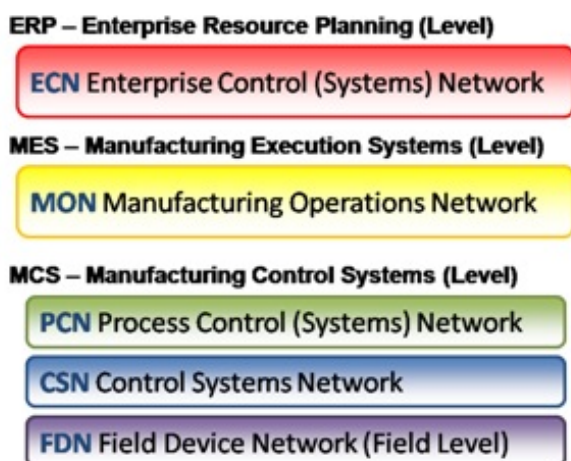 ERP – Enterprise Resource Planning (Level)
ECN Enterprise Control (Systems) Network
MES – Manufacturing Execution Systems (Level)
MON Manufacturing Operations Network
MCS – Manufacturing Control Systems (Level)
PCN Process Control (Systems) Network
CSN Control Systems Network
FDN Field Device Network (Field Level)